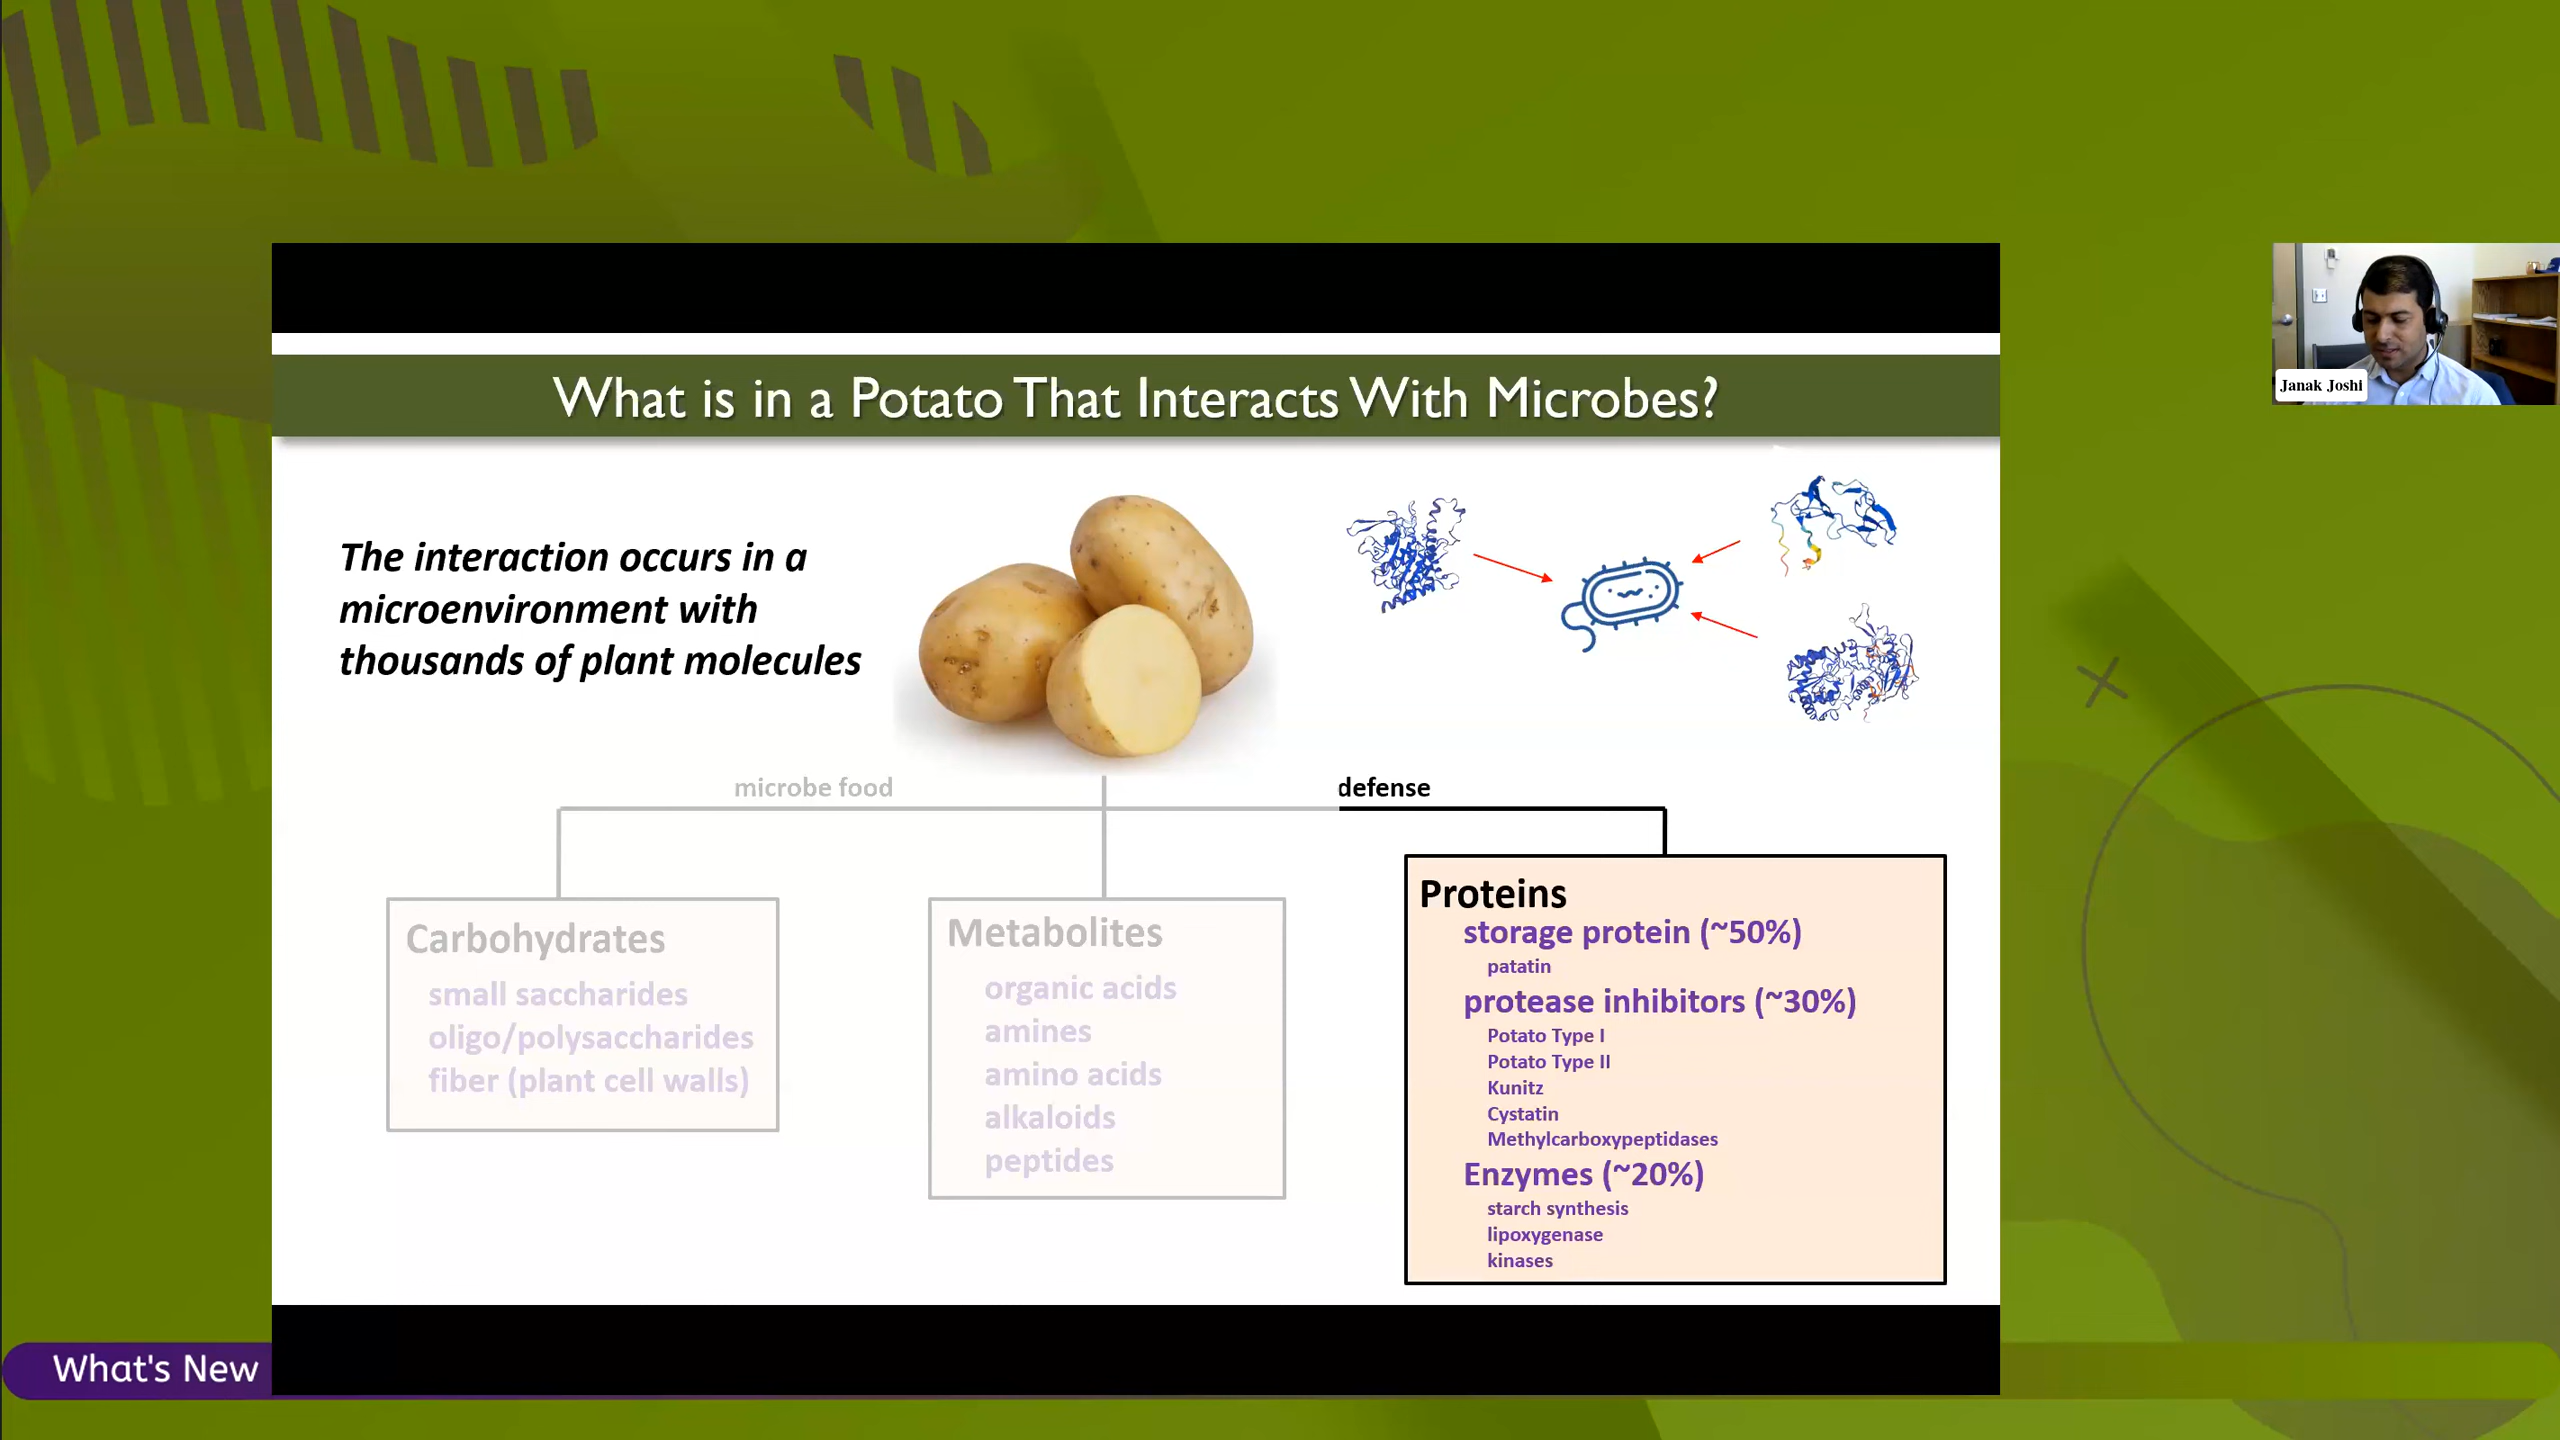 What is in a Potato That Interacts With Microbes?
Janak Joshi
The interaction occurs in a
microenvironment with
thousands of plant molecules
microbe food
defense
Carbohydrates
small saccharides
oligo/polysaccharides
fiber (plant cell walls)
Metabolites
organic acids
amines
amino acids
alkaloids
peptides
Proteins
storage protein (~50%)
patatin
protease inhibitors (~30%)
Potato Type I
Potato Type II
Kunitz
Cystatin
Methylcarboxypeptidases
Enzymes (~20%)
starch synthesis
lipoxygenase
kinases
What's New